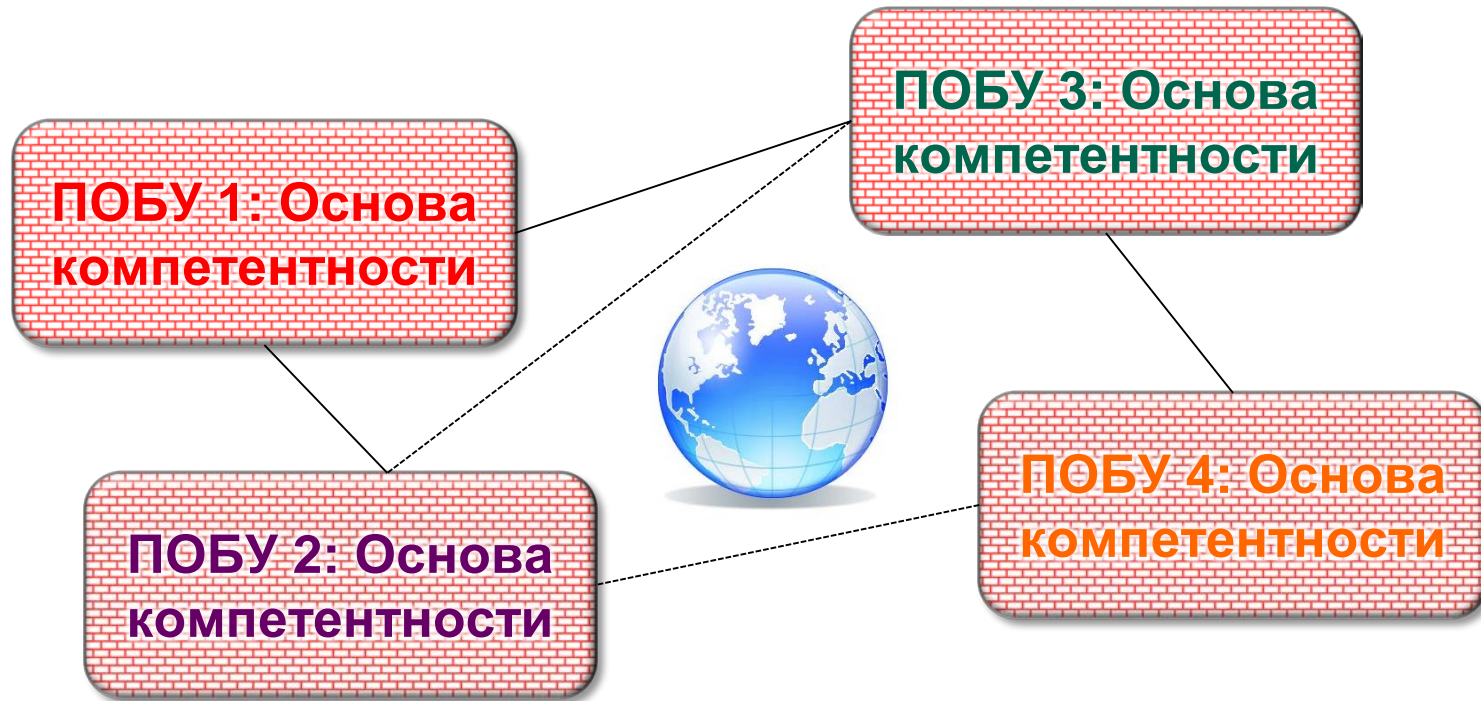 ПОБУ 1: Основа
компетентности
ПОБУ 2: Основа
компетентности
ПОБУ 3: Основа
компетентности
ПОБУ 4: Основа
компетентности